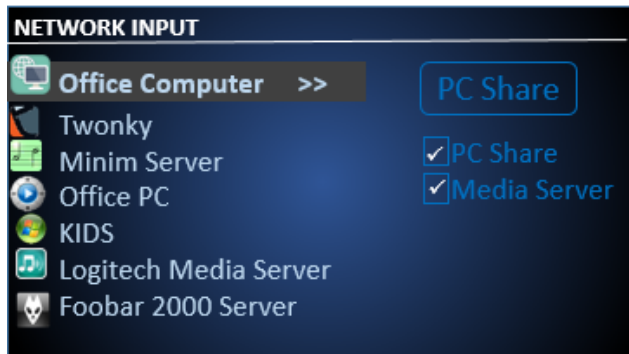 NETWORK INPUT
Office Computer >>
Twonky
Minim Server
Office PC
KIDS
Logitech Media Server
Foobar 2000 Server
PC Share
PC Share
Media Server